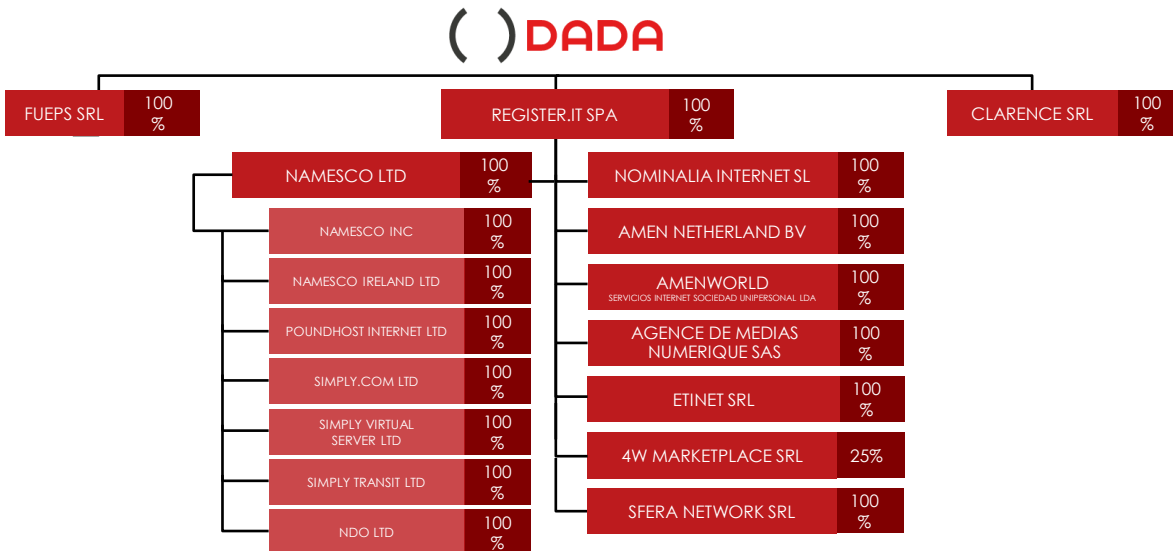 ( ) DADA
FUEPS SRL 100
%
REGISTER.IT SPA 100
%
CLARENCE SRL 100
%
NAMESCO LTD 100
%
NAMESCO INC 100
%
NAMESCO IRELAND LTD 100
%
POUNDHOST INTERNET LTD 100
%
SIMPLY.COM LTD 100
%
SIMPLY VIRTUAL
SERVER LTD 100
%
SIMPLY TRANSIT LTD 100
%
NDO LTD 100
%
NOMINALIA INTERNET SL 100
%
AMEN NETHERLAND BV 100
%
AMENWORLD
SERVICIOS INTERNET SOCIEDAD UNIPERSONAL LDA
100
%
AGENCE DE MEDIAS
NUMERIQUE SAS
100
%
ETINET SRL 100
%
4W MARKETPLACE SRL 25%
SFERA NETWORK SRL 100
%